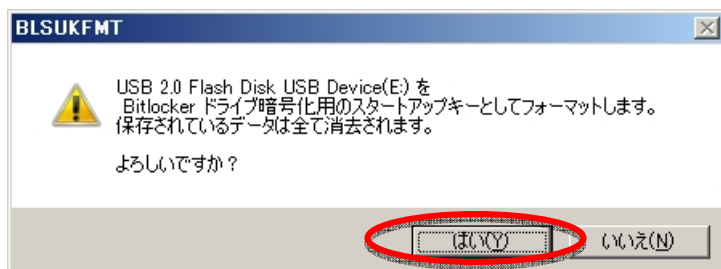 BLSUKFMT
USB 2.0 Flash Disk USB Device(E:) を
Bitlocker ドライブ暗号化用のスタートアップキーとしてフォーマットします。
保存されているデータは全て消去されます。
よろしいですか？
はい(Y) いいえ(N)